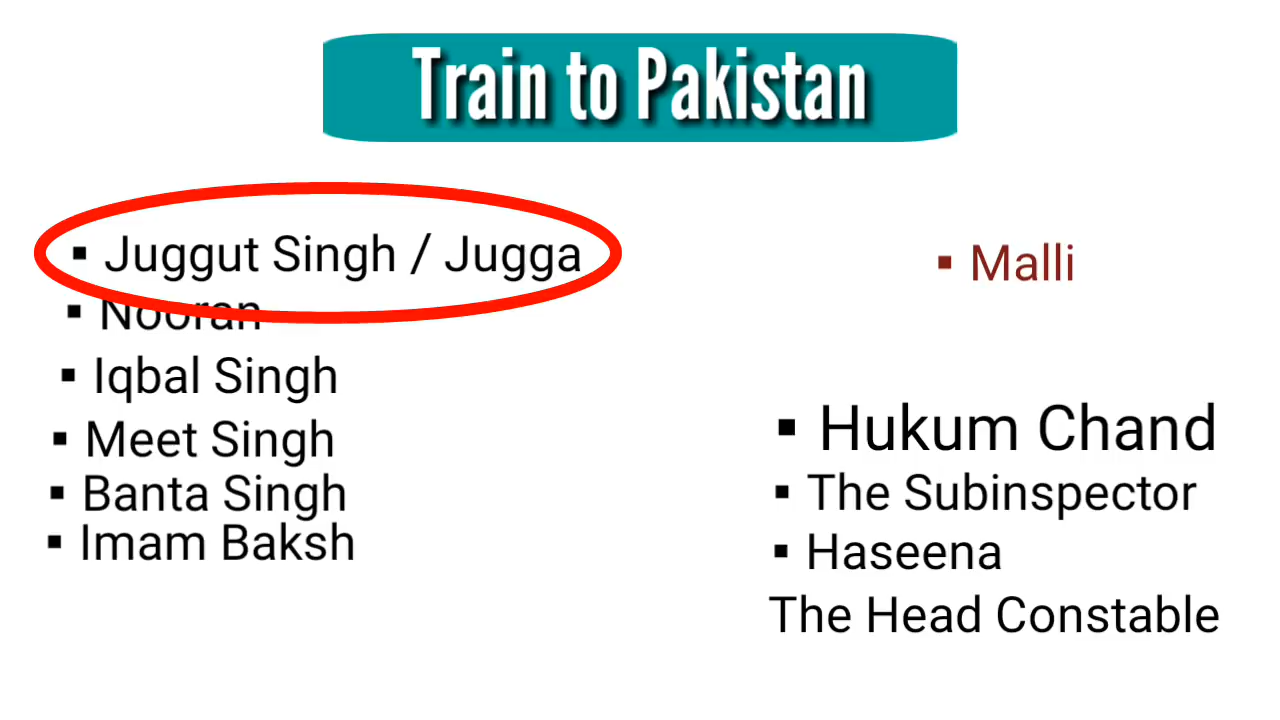 Train to Pakistan
▪ Juggut Singh / Jugga
▪ Nooran
▪ Iqbal Singh
▪ Meet Singh
▪ Banta Singh
▪ Imam Baksh
▪ Malli
▪ Hukum Chand
▪ The Subinspector
▪ Haseena
The Head Constable